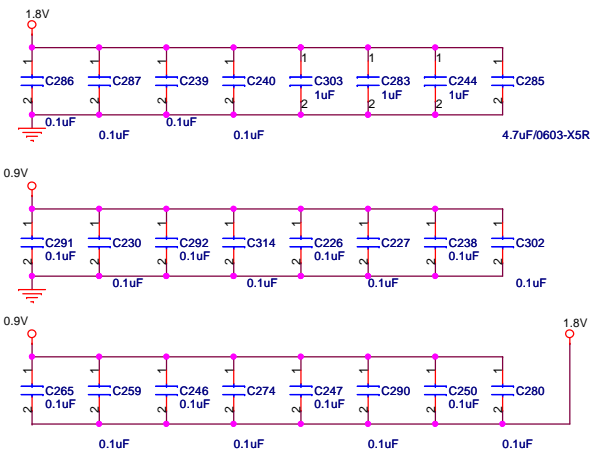 1.8V
1 1 1 1 1 1 1 1
C286 C287 C239 C240 C303 C283 C244 C285
1uF 1uF 1uF
2 2 2 2 2 2 2 2
0.1uF 0.1uF
0.1uF 0.1uF 4.7uF/0603-X5R
0.9V
1 1 1 1 1 1 1 1
C291 C230 C292 C314 C226 C227 C238 C302
0.1uF 0.1uF 0.1uF 0.1uF
2 2 2 2 2 2 2 2
0.1uF 0.1uF 0.1uF 0.1uF
0.9V 1.8V
1 1 1 1 1 1 1 1
C265 C259 C246 C274 C247 C290 C250 C280
0.1uF 0.1uF 0.1uF 0.1uF
2 2 2 2 2 2 2 2
0.1uF 0.1uF 0.1uF 0.1uF